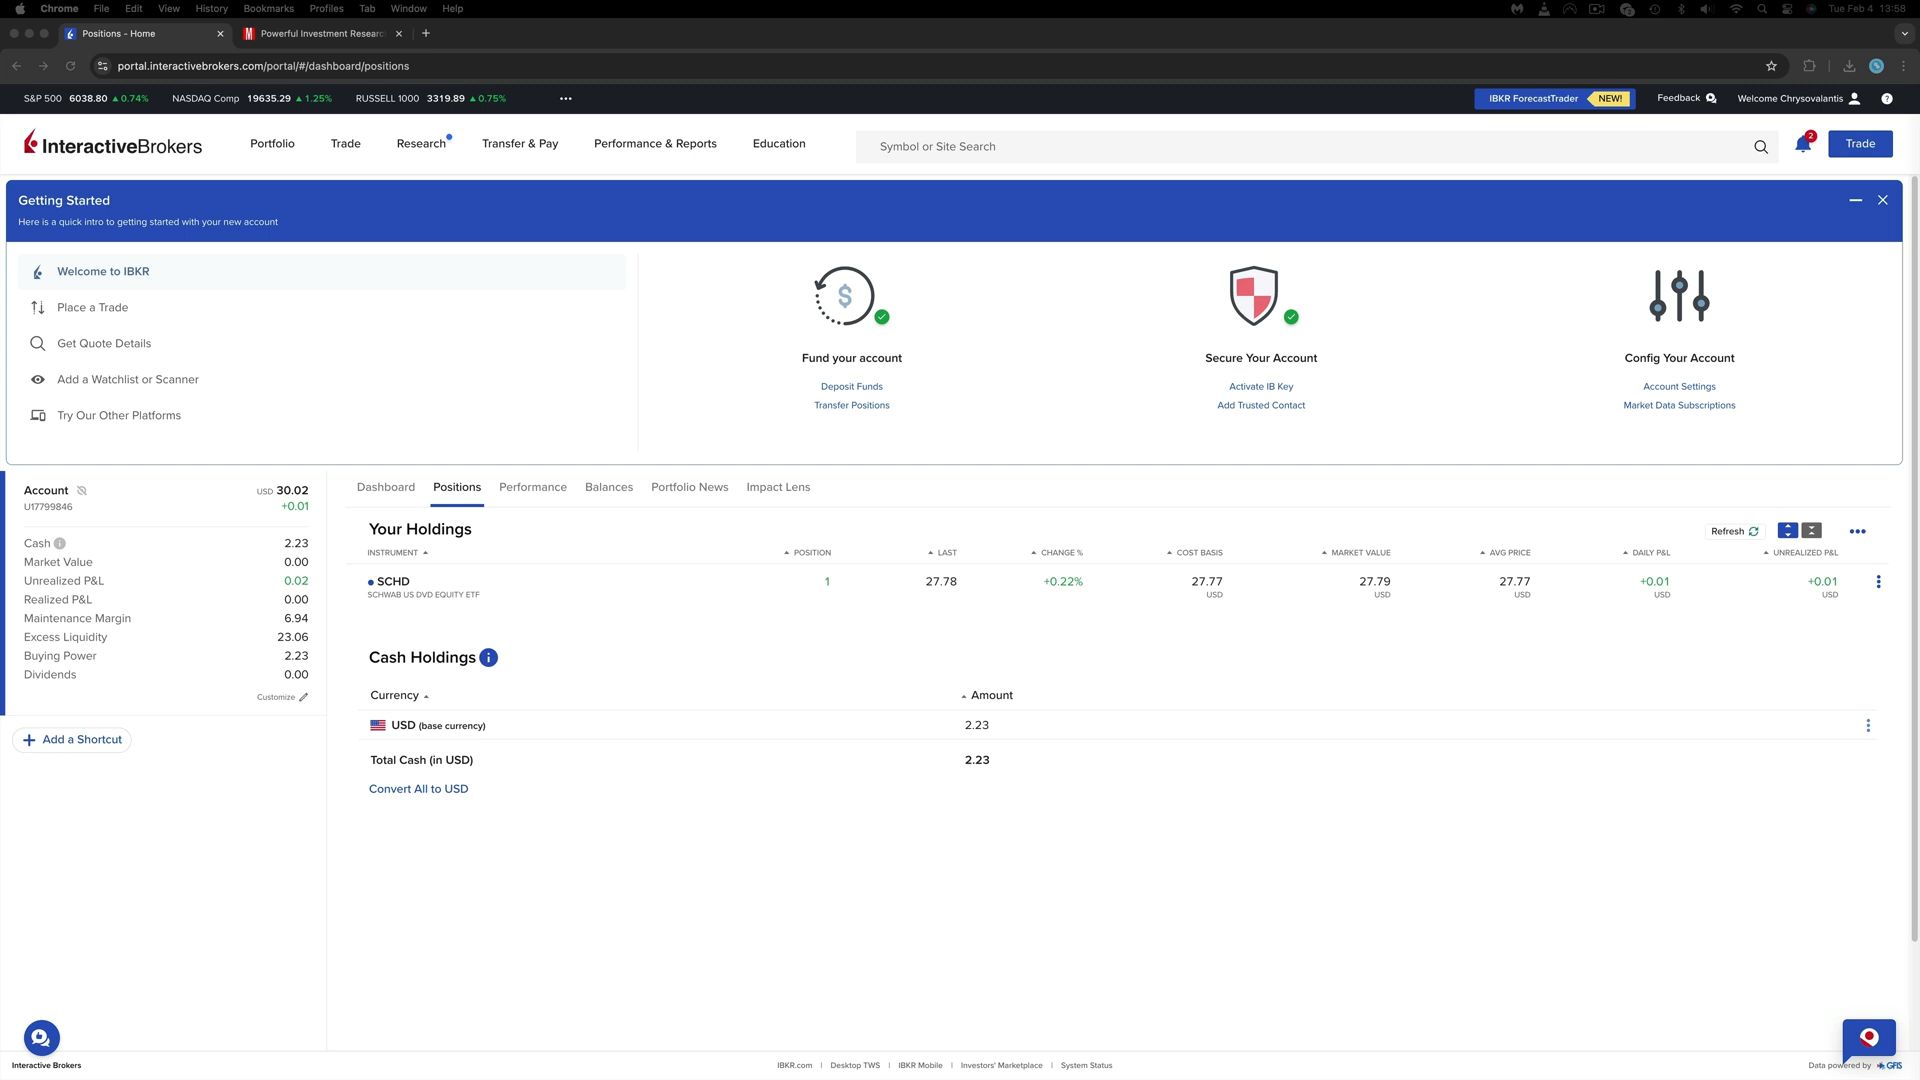 Chrome File Edit View History Bookmarks Profiles Tab Window Help Tue Feb 4 13:58
Positions - Home Powerful Investment Researc
portal.interactivebrokers.com/portal/#/dashboard/positions
S&P 500 6038.80 ▲ 0.74% NASDAQ Comp 19635.29 ▲ 1.25% RUSSELL 1000 3319.89 ▲ 0.75% IBKR ForecastTrader NEW! Feedback Welcome Chrysovalantis
InteractiveBrokers Portfolio Trade Research Transfer & Pay Performance & Reports Education Symbol or Site Search 2 Trade
Getting Started
Here is a quick intro to getting started with your new account
Welcome to IBKR
Place a Trade
Get Quote Details
Add a Watchlist or Scanner
Try Our Other Platforms
Fund your account
Deposit Funds
Transfer Positions
Secure Your Account
Activate IB Key
Add Trusted Contact
Config Your Account
Account Settings
Market Data Subscriptions
Account USD 30.02
U17799846 +0.01
Cash 2.23
Market Value 0.00
Unrealized P&L 0.02
Realized P&L 0.00
Maintenance Margin 6.94
Excess Liquidity 23.06
Buying Power 2.23
Dividends 0.00
Customize
Add a Shortcut
Dashboard Positions Performance Balances Portfolio News Impact Lens
Your Holdings Refresh
INSTRUMENT POSITION LAST CHANGE % COST BASIS MARKET VALUE AVG PRICE DAILY P&L UNREALIZED P&L
SCHD 1 27.78 +0.22% 27.77 27.79 27.77 +0.01 +0.01
SCHWAB US DVD EQUITY ETF USD USD USD USD USD
Cash Holdings
Currency Amount
USD (base currency) 2.23
Total Cash (in USD) 2.23
Convert All to USD
Interactive Brokers IBKR.com | Desktop TWS | IBKR Mobile | Investors' Marketplace | System Status Data powered by GFIS